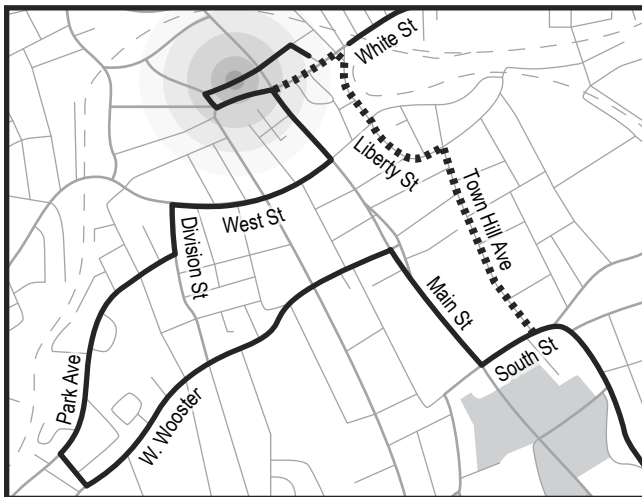 White St
Liberty St
West St
Division St
Town Hill Ave
Main St
South St
Park Ave
W. Wooster